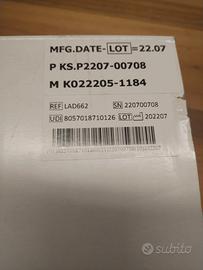 MFG.DATE- LOT =22.07
P KS.P2207-00708
M K022205-1184
REF LAD662 SN 220700708
UDI 8057018710126 LOT 202207
subito